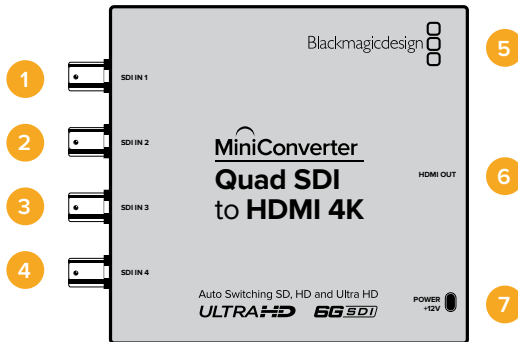 Blackmagicdesign
1
SDI IN 1
5
2
SDI IN 2
MiniConverter
Quad SDI
to HDMI 4K
HDMI OUT
6
3
SDI IN 3
4
SDI IN 4
Auto Switching SD, HD and Ultra HD
ULTRA HD 6G SDI
POWER
+12V
7